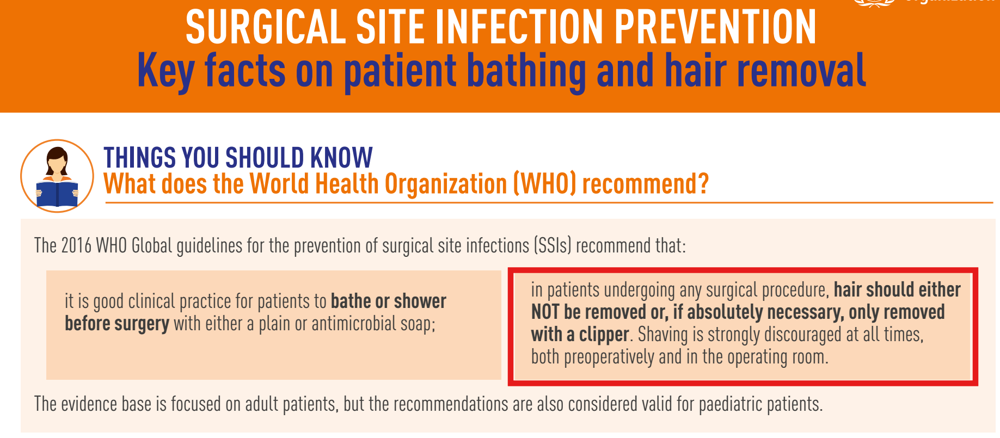 SURGICAL SITE INFECTION PREVENTION
Key facts on patient bathing and hair removal
THINGS YOU SHOULD KNOW
What does the World Health Organization (WHO) recommend?
The 2016 WHO Global guidelines for the prevention of surgical site infections (SSIs) recommend that:
it is good clinical practice for patients to bathe or shower
before surgery with either a plain or antimicrobial soap;
in patients undergoing any surgical procedure, hair should either
NOT be removed or, if absolutely necessary, only removed
with a clipper. Shaving is strongly discouraged at all times,
both preoperatively and in the operating room.
The evidence base is focused on adult patients, but the recommendations are also considered valid for paediatric patients.